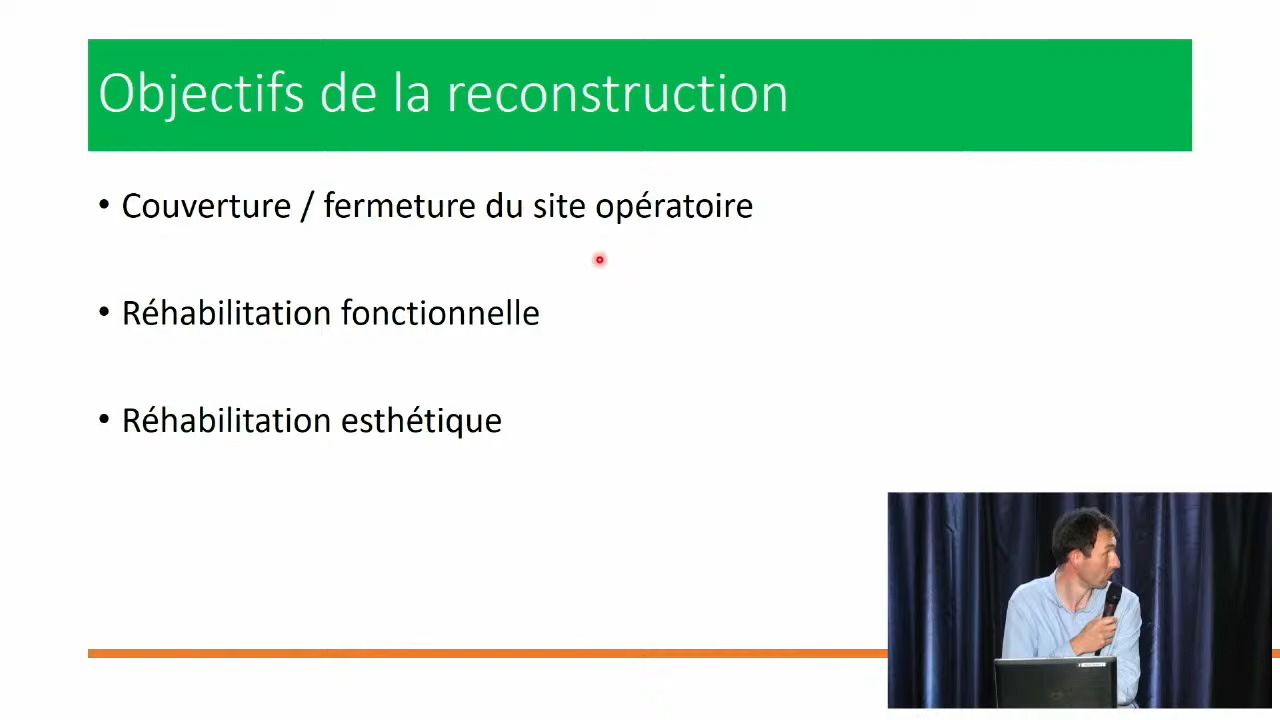 Objectifs de la reconstruction
• Couverture / fermeture du site opératoire
• Réhabilitation fonctionnelle
• Réhabilitation esthétique